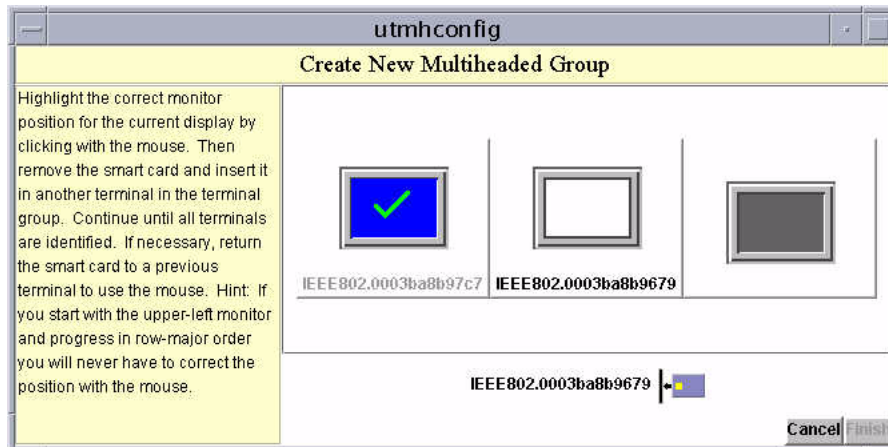 utmhconfig
Create New Multiheaded Group
Highlight the correct monitor
position for the current display by
clicking with the mouse. Then
remove the smart card and insert it
in another terminal in the terminal
group. Continue until all terminals
are identified. If necessary, return
the smart card to a previous
terminal to use the mouse. Hint: If
you start with the upper-left monitor
and progress in row-major order
you will never have to correct the
position with the mouse.
IEEE802.0003ba8b97c7 IEEE802.0003ba8b9679
IEEE802.0003ba8b9679
Cancel Finish